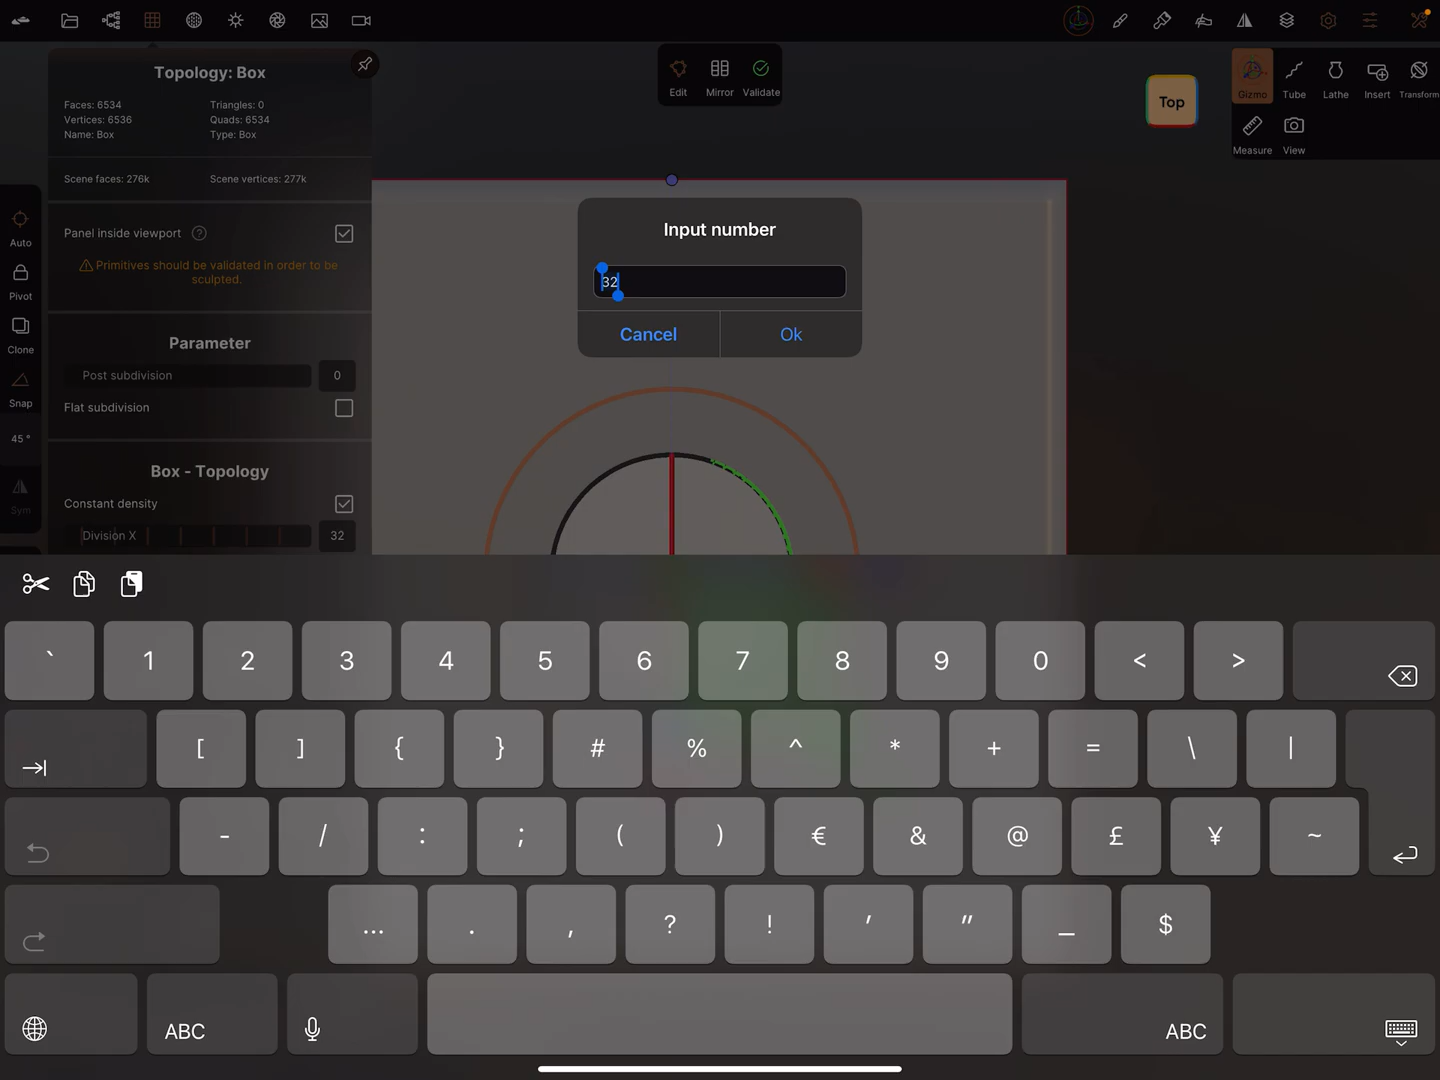 Topology: Box
Faces: 6534
Triangles: 0
Vertices: 6536
Quads: 6534
Name: Box
Type: Box
Scene faces: 276k
Scene vertices: 277k
Panel inside viewport ?
Primitives should be validated in order to be
sculpted.
Parameter
Post subdivision 0
Flat subdivision
Box - Topology
Constant density
Division X 32
Auto
Pivot
Clone
Snap
45 °
Sym
Edit Mirror Validate
Top
Gizmo Tube Lathe Insert Transform
Measure View
Input number
32
Cancel Ok
` 1 2 3 4 5 6 7 8 9 0 < >
[ ] { } # % ^ * + = \ |
- / : ; ( ) € & @ £ ¥ ~
... . , ? ! ′ ″ _ $
ABC ABC